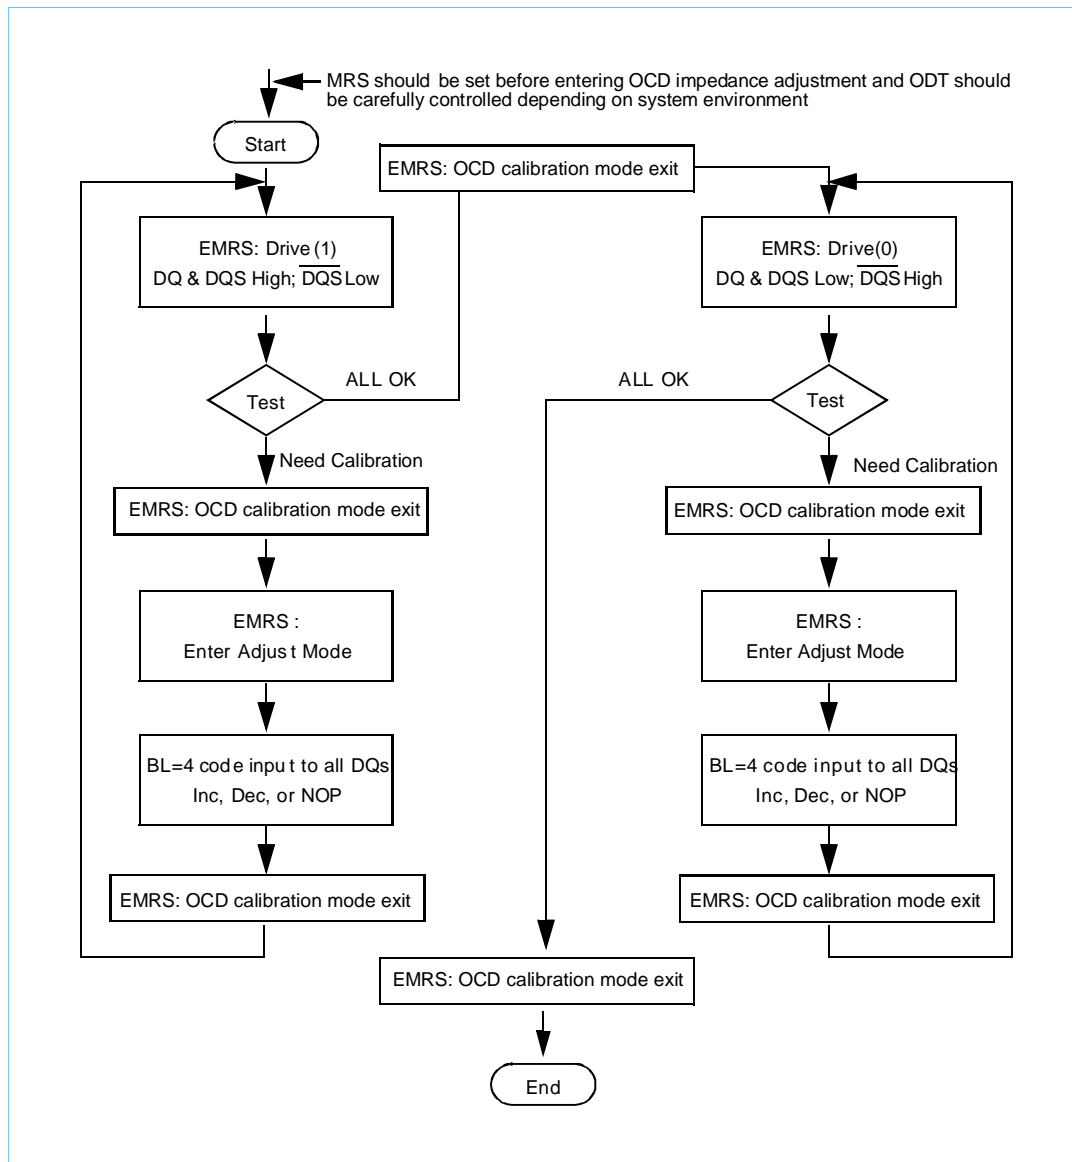 MRS should be set before entering OCD impedance adjustment and ODT should
be carefully controlled depending on system environment
Start
EMRS: OCD calibration mode exit
EMRS: Drive (1)
DQ & DQS High; D̅Q̅S̅ Low
Test
ALL OK
Need Calibration
EMRS: OCD calibration mode exit
EMRS :
Enter Adjust Mode
BL=4 code input to all DQs
Inc, Dec, or NOP
EMRS: OCD calibration mode exit
EMRS: Drive(0)
DQ & DQS Low; D̅Q̅S̅ High
Test
ALL OK
Need Calibration
EMRS: OCD calibration mode exit
EMRS :
Enter Adjust Mode
BL=4 code input to all DQs
Inc, Dec, or NOP
EMRS: OCD calibration mode exit
EMRS: OCD calibration mode exit
End